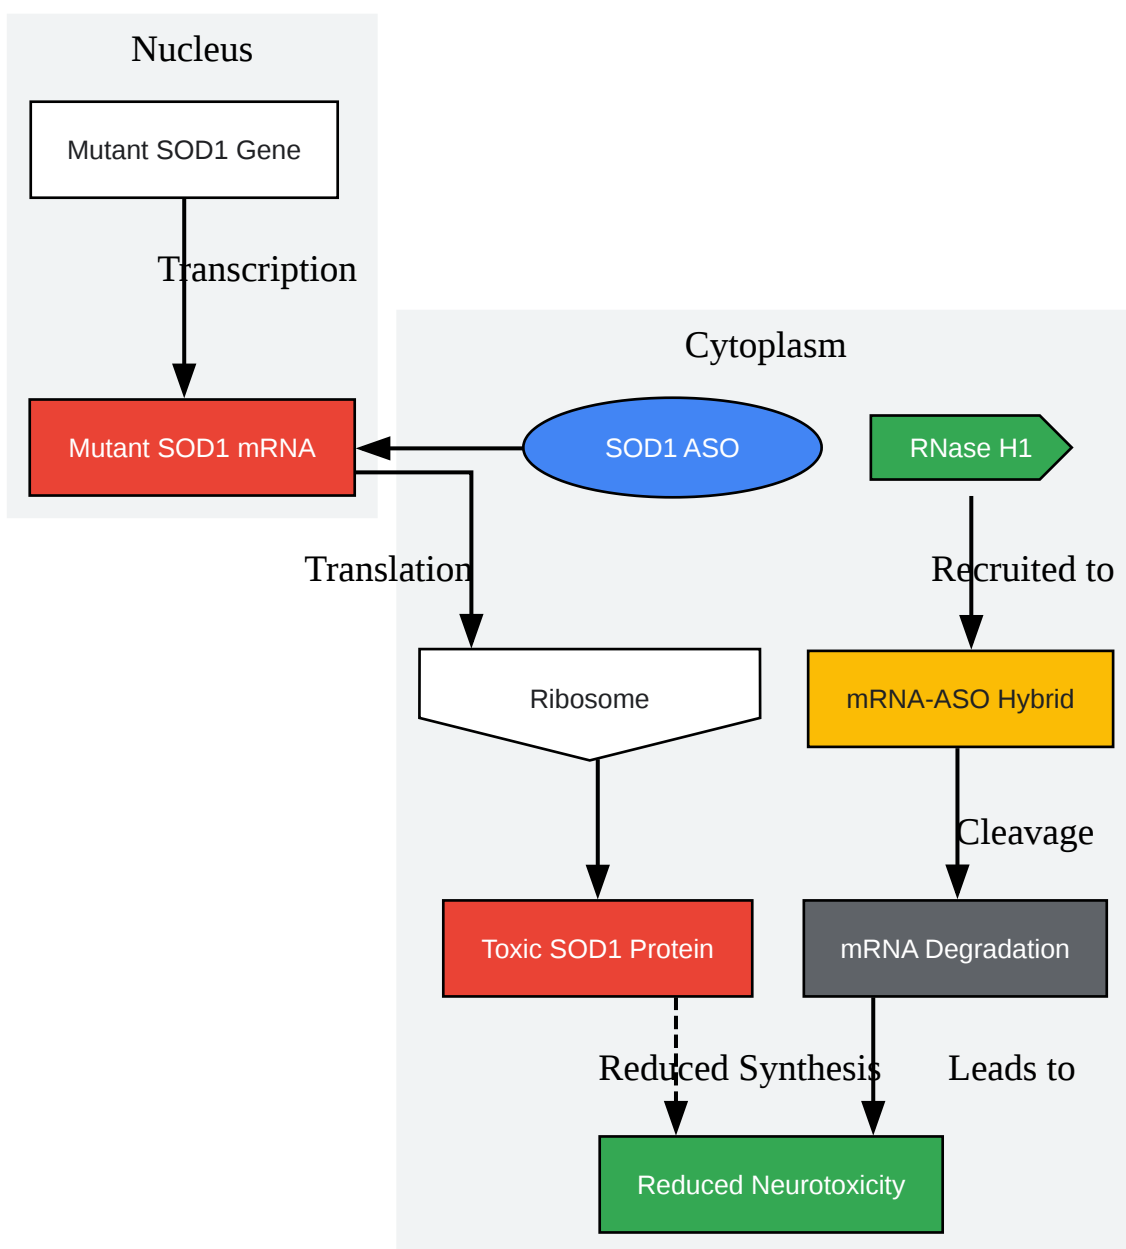 Nucleus
Mutant SOD1 Gene
Transcription
Cytoplasm
Mutant SOD1 mRNA
SOD1 ASO
RNase H1
Translation
Recruited to
Ribosome
mRNA-ASO Hybrid
Cleavage
Toxic SOD1 Protein
mRNA Degradation
Reduced Synthesis
Leads to
Reduced Neurotoxicity